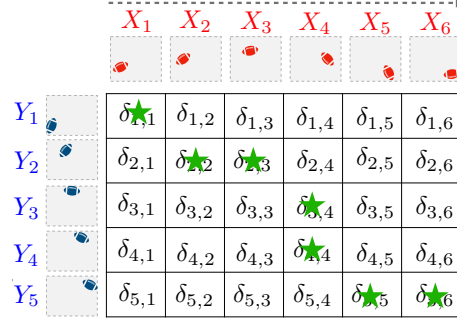 X₁ X₂ X₃ X₄ X₅ X₆
Y₁ δ₁,₁ δ₁,₂ δ₁,₃ δ₁,₄ δ₁,₅ δ₁,₆
Y₂ δ₂,₁ δ₂,₂ δ₂,₃ δ₂,₄ δ₂,₅ δ₂,₆
Y₃ δ₃,₁ δ₃,₂ δ₃,₃ δ₃,₄ δ₃,₅ δ₃,₆
Y₄ δ₄,₁ δ₄,₂ δ₄,₃ δ₄,₄ δ₄,₅ δ₄,₆
Y₅ δ₅,₁ δ₅,₂ δ₅,₃ δ₅,₄ δ₅,₅ δ₅,₆